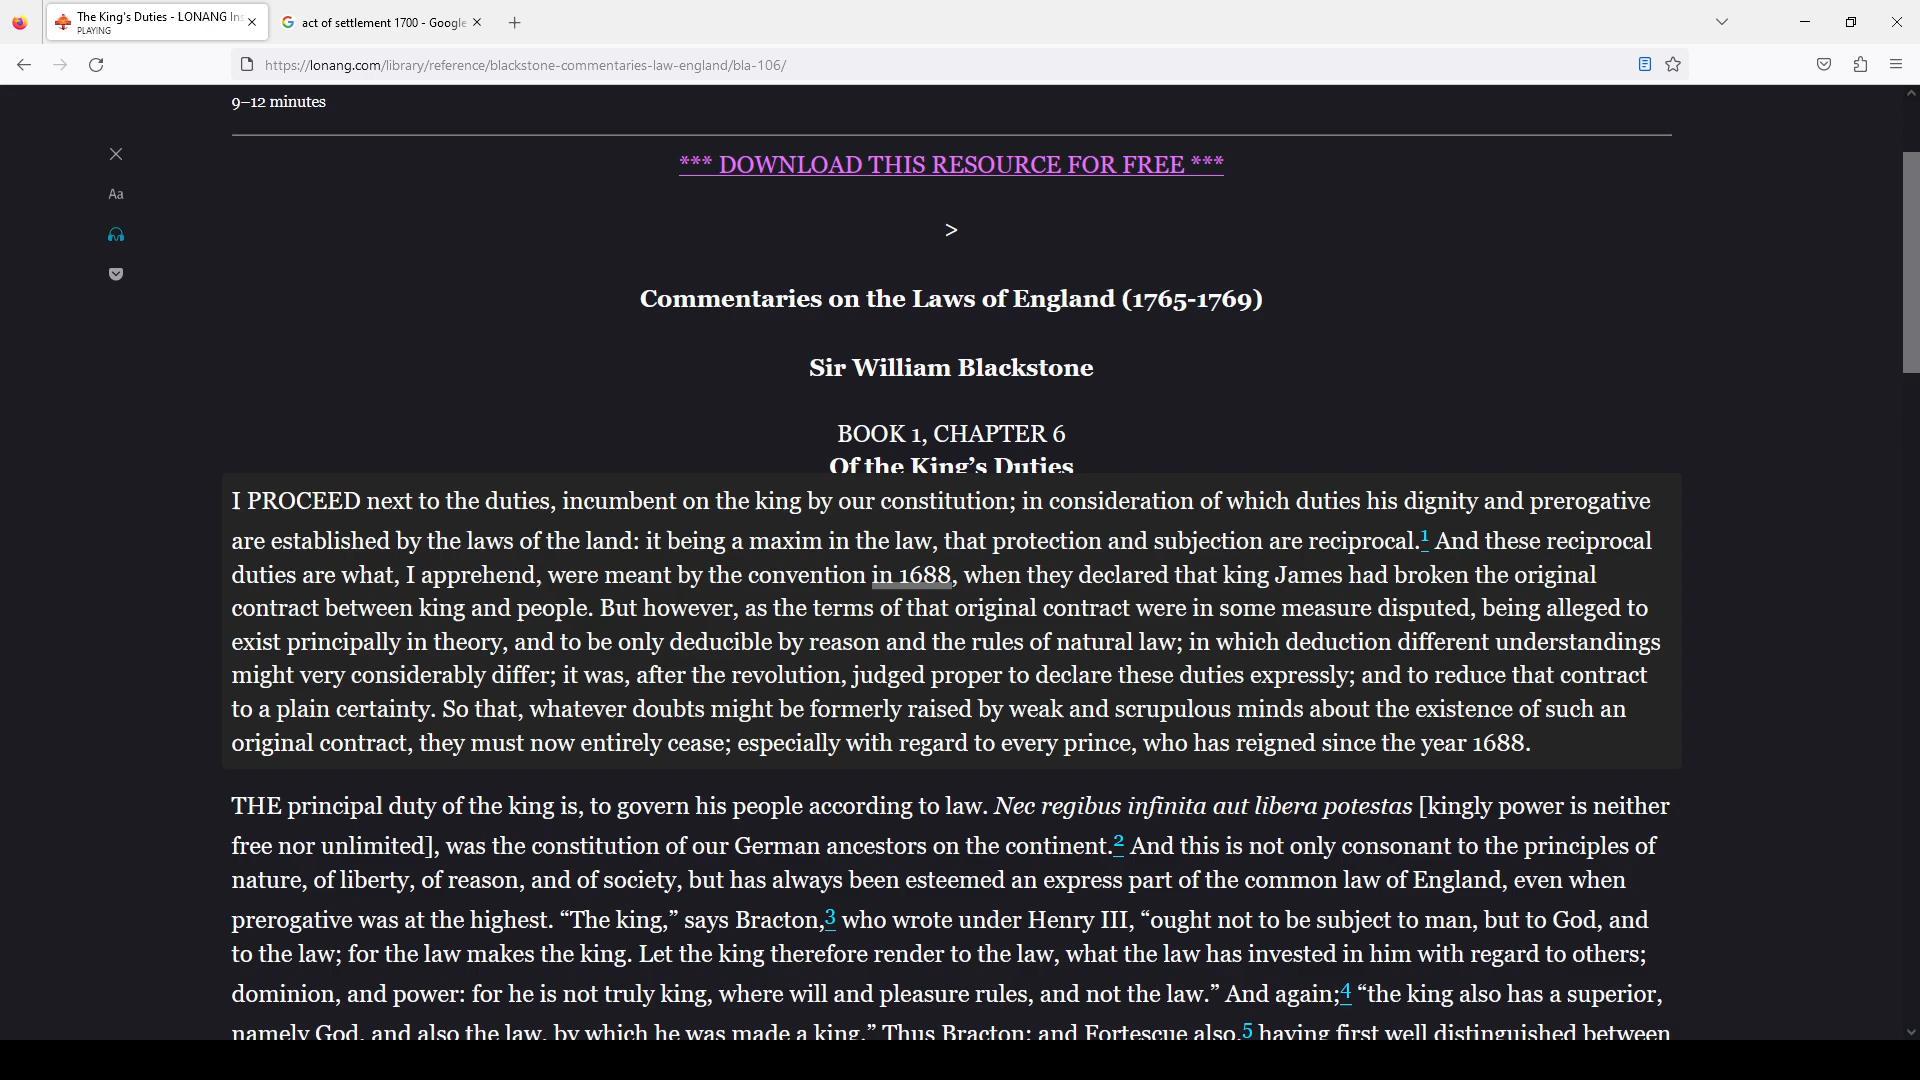 The King's Duties - LONANG Ins
PLAYING
act of settlement 1700 - Google
https://lonang.com/library/reference/blackstone-commentaries-law-england/bla-106/
9–12 minutes
Aa
*** DOWNLOAD THIS RESOURCE FOR FREE ***
>
Commentaries on the Laws of England (1765-1769)
Sir William Blackstone
BOOK 1, CHAPTER 6
Of the King’s Duties
I PROCEED next to the duties, incumbent on the king by our constitution; in consideration of which duties his dignity and prerogative
are established by the laws of the land: it being a maxim in the law, that protection and subjection are reciprocal.1 And these reciprocal
duties are what, I apprehend, were meant by the convention in 1688, when they declared that king James had broken the original
contract between king and people. But however, as the terms of that original contract were in some measure disputed, being alleged to
exist principally in theory, and to be only deducible by reason and the rules of natural law; in which deduction different understandings
might very considerably differ; it was, after the revolution, judged proper to declare these duties expressly; and to reduce that contract
to a plain certainty. So that, whatever doubts might be formerly raised by weak and scrupulous minds about the existence of such an
original contract, they must now entirely cease; especially with regard to every prince, who has reigned since the year 1688.
THE principal duty of the king is, to govern his people according to law. Nec regibus infinita aut libera potestas [kingly power is neither
free nor unlimited], was the constitution of our German ancestors on the continent.2 And this is not only consonant to the principles of
nature, of liberty, of reason, and of society, but has always been esteemed an express part of the common law of England, even when
prerogative was at the highest. “The king,” says Bracton,3 who wrote under Henry III, “ought not to be subject to man, but to God, and
to the law; for the law makes the king. Let the king therefore render to the law, what the law has invested in him with regard to others;
dominion, and power: for he is not truly king, where will and pleasure rules, and not the law.” And again;4 “the king also has a superior,
namely God, and also the law, by which he was made a king.” Thus Bracton: and Fortescue also,5 having first well distinguished between